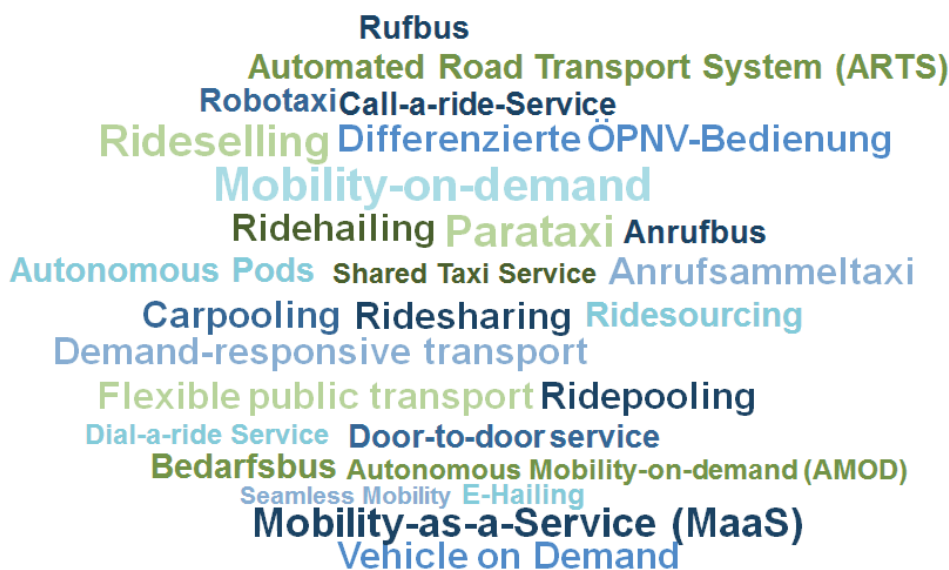 Rufbus
Automated Road Transport System (ARTS)
Robotaxi Call-a-ride-Service
Rideselling Differenzierte ÖPNV-Bedienung
Mobility-on-demand
Ridehailing Parataxi Anrufbus
Autonomous Pods Shared Taxi Service Anrufsammeltaxi
Carpooling Ridesharing Ridesourcing
Demand-responsive transport
Flexible public transport Ridepooling
Dial-a-ride Service Door-to-door service
Bedarfsbus Autonomous Mobility-on-demand (AMOD)
Seamless Mobility E-Hailing
Mobility-as-a-Service (MaaS)
Vehicle on Demand